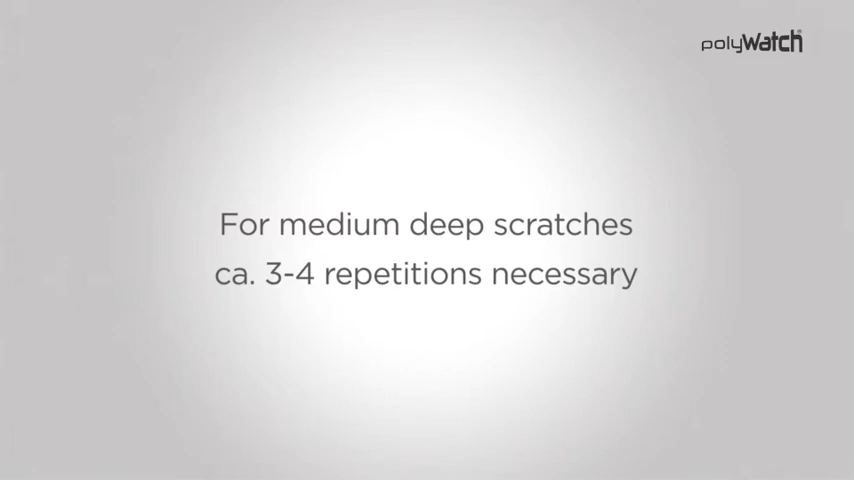 polyWatch®
For medium deep scratches
ca. 3-4 repetitions necessary